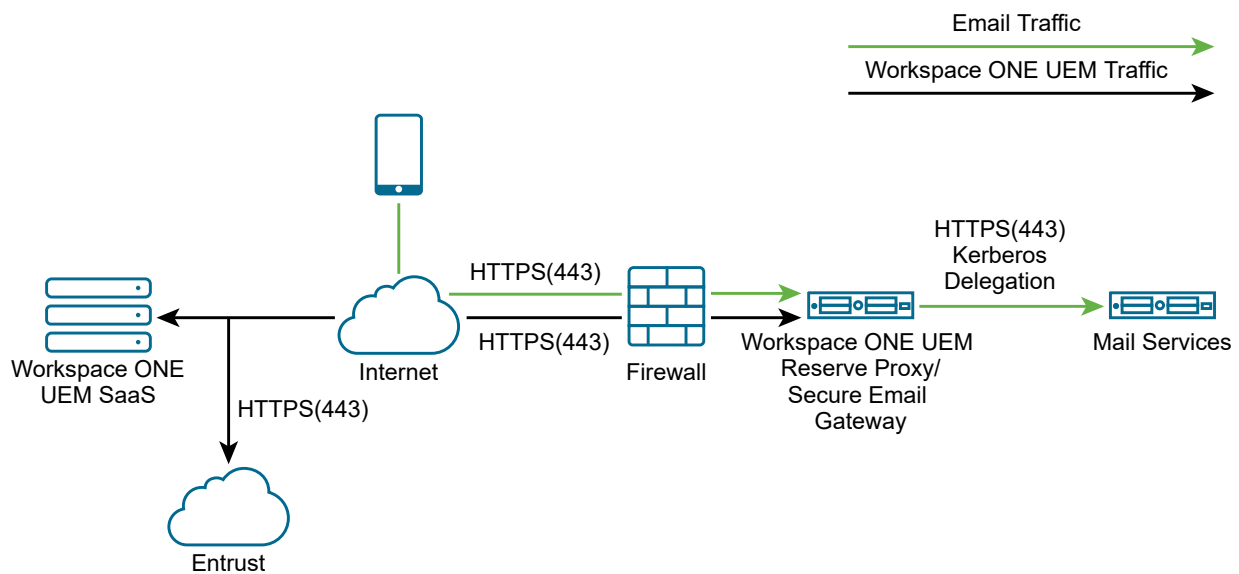 Email Traffic
Workspace ONE UEM Traffic
HTTPS(443)
Kerberos
Delegation
HTTPS(443)
HTTPS(443)
Workspace ONE
UEM SaaS
Internet
Firewall
Workspace ONE UEM
Reserve Proxy/
Secure Email
Gateway
Mail Services
HTTPS(443)
Entrust